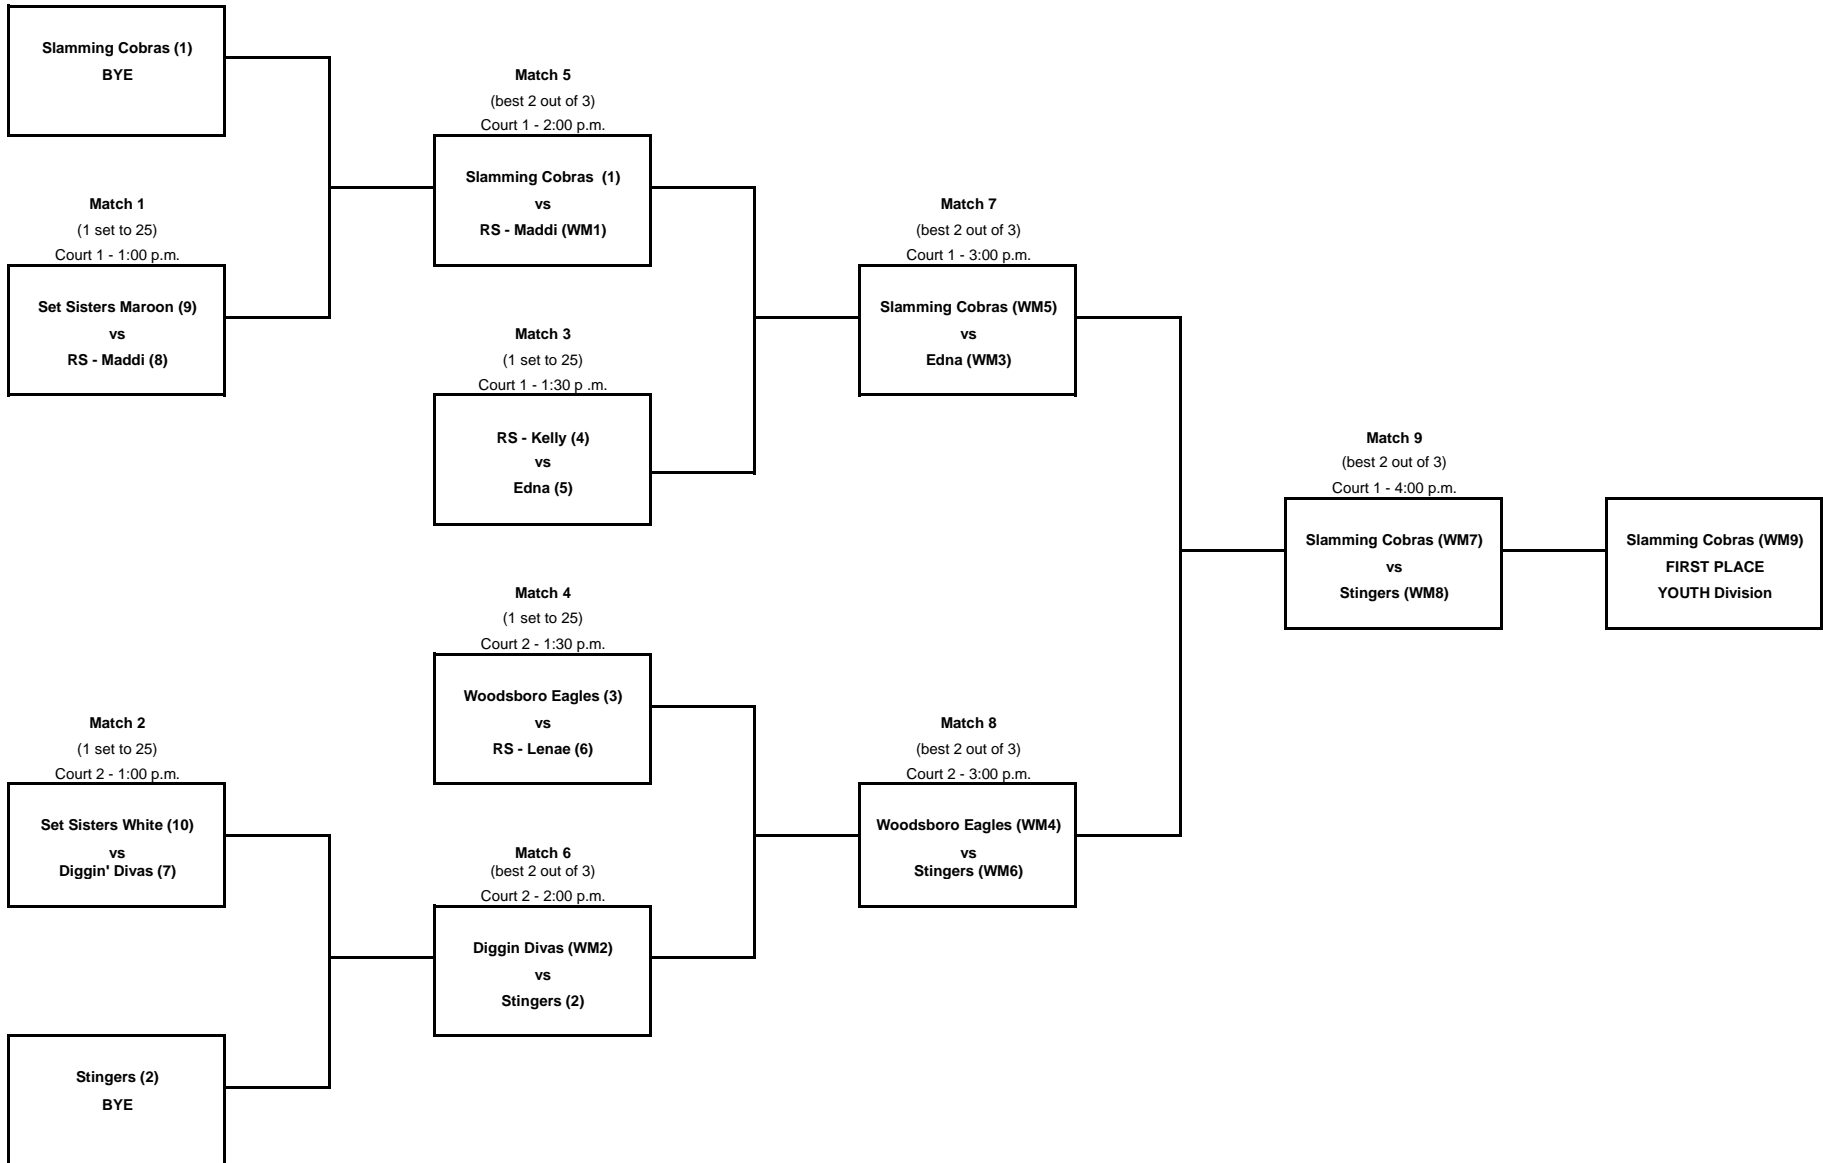 Slamming Cobras (1)
BYE
Match 1
(1 set to 25)
Court 1 - 1:00 p.m.
Set Sisters Maroon (9)
vs
RS - Maddi (8)
Match 2
(1 set to 25)
Court 2 - 1:00 p.m.
Set Sisters White (10)
vs
Diggin' Divas (7)
Stingers (2)
BYE
Match 5
(best 2 out of 3)
Court 1 - 2:00 p.m.
Slamming Cobras (1)
vs
RS - Maddi (WM1)
Match 3
(1 set to 25)
Court 1 - 1:30 p .m.
RS - Kelly (4)
vs
Edna (5)
Match 4
(1 set to 25)
Court 2 - 1:30 p.m.
Woodsboro Eagles (3)
vs
RS - Lenae (6)
Match 6
(best 2 out of 3)
Court 2 - 2:00 p.m.
Diggin Divas (WM2)
vs
Stingers (2)
Match 7
(best 2 out of 3)
Court 1 - 3:00 p.m.
Slamming Cobras (WM5)
vs
Edna (WM3)
Match 8
(best 2 out of 3)
Court 2 - 3:00 p.m.
Woodsboro Eagles (WM4)
vs
Stingers (WM6)
Match 9
(best 2 out of 3)
Court 1 - 4:00 p.m.
Slamming Cobras (WM7)
vs
Stingers (WM8)
Slamming Cobras (WM9)
FIRST PLACE
YOUTH Division